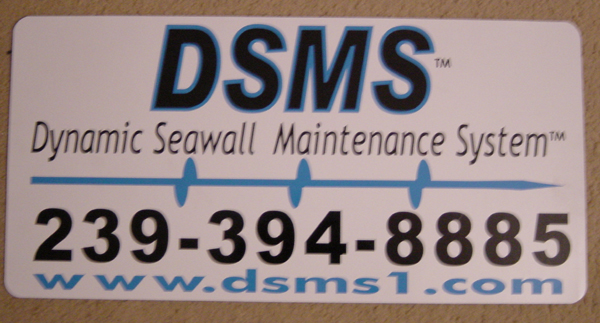 DSMS™
Dynamic Seawall Maintenance System™
239-394-8885
www.dsms1.com